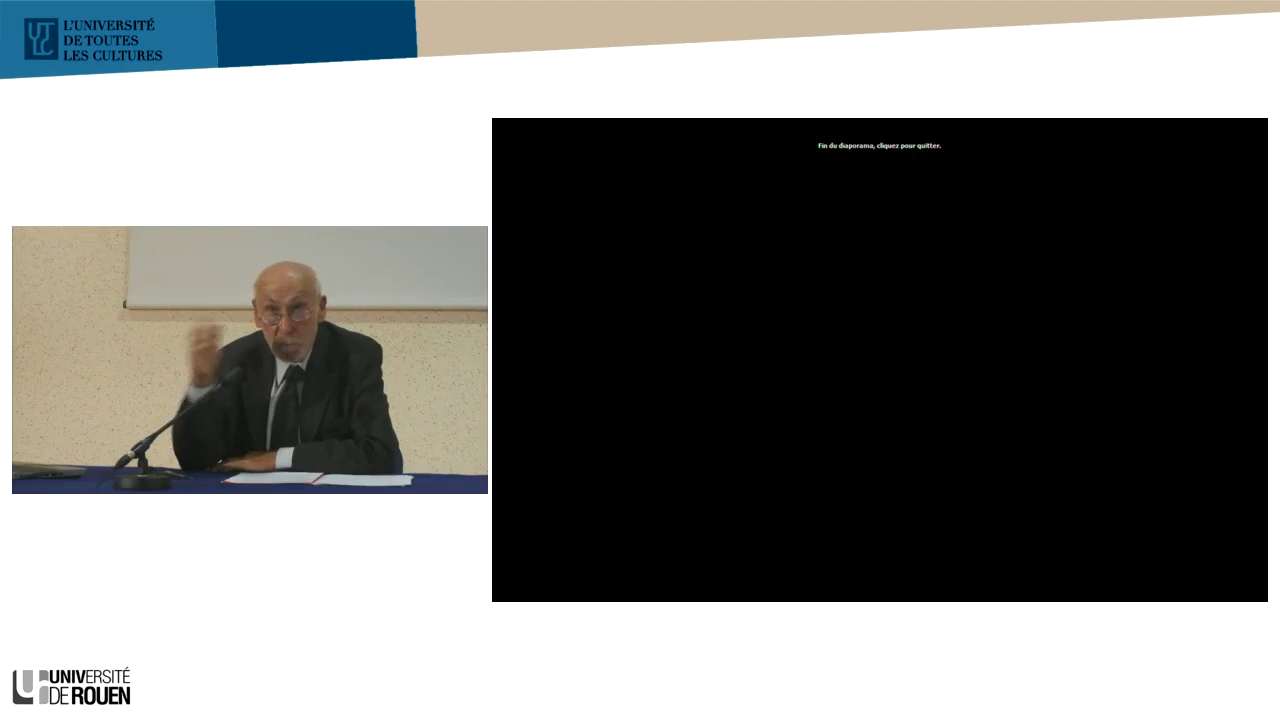 L'UNIVERSITÉ
DE TOUTES
LES CULTURES
Fin du diaporama, cliquez pour quitter.
UNIVERSITÉ
DE ROUEN